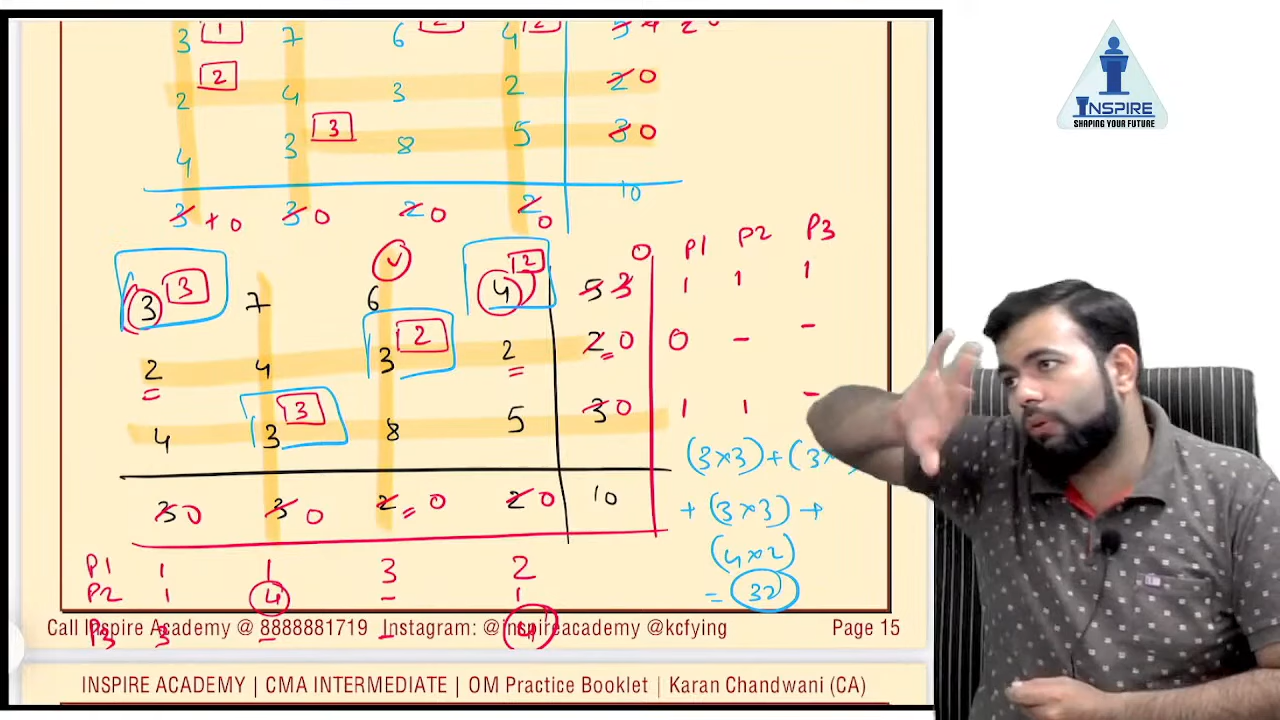 3 1 7 6 2 4 2 5 4 2 0
2 2 4 3 2 2 0
4 3 3 8 5 3 0
10
3 + 0 3 0 2 0 2 0
INSPIRE
SHAPING YOUR FUTURE
0 P1 P2 P3
3 3 7 6 4 2 5 3 1 1 1
2 4 3 2 2 2 0 0 - -
4 3 3 8 5 3 0 1 1 -
(3×3)+(3×
3 0 3 0 2 = 0 2 0 10 + (3×3) +
(4×2)
P1 1 1 3 2
P2 1 4 - 1 = 32
Call Inspire Academy @ 8888881719 Instagram: @inspireacademy @kcfying Page 15
P3 3 - - 4
INSPIRE ACADEMY | CMA INTERMEDIATE | OM Practice Booklet | Karan Chandwani (CA)